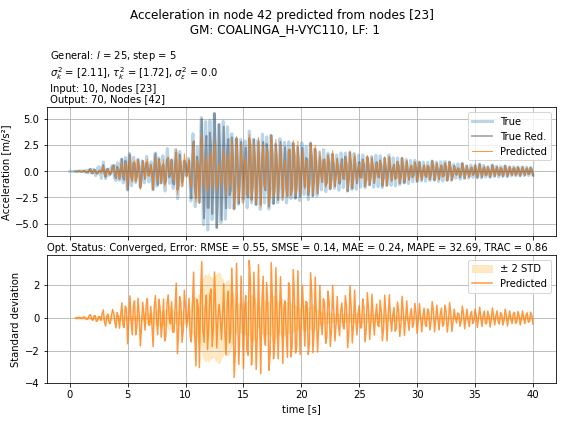 Acceleration in node 42 predicted from nodes [23]
GM: COALINGA_H-VYC110, LF: 1
General: l = 25, step = 5
σ²ₖ = [2.11], τ²ₖ = [1.72], σ²ε = 0.0
Input: 10, Nodes [23]
Output: 70, Nodes [42]
Acceleration [m/s²]
5.0
2.5
0.0
−2.5
−5.0
True
True Red.
Predicted
Opt. Status: Converged, Error: RMSE = 0.55, SMSE = 0.14, MAE = 0.24, MAPE = 32.69, TRAC = 0.86
Standard deviation
2
0
−2
−4
± 2 STD
Predicted
0 5 10 15 20 25 30 35 40
time [s]